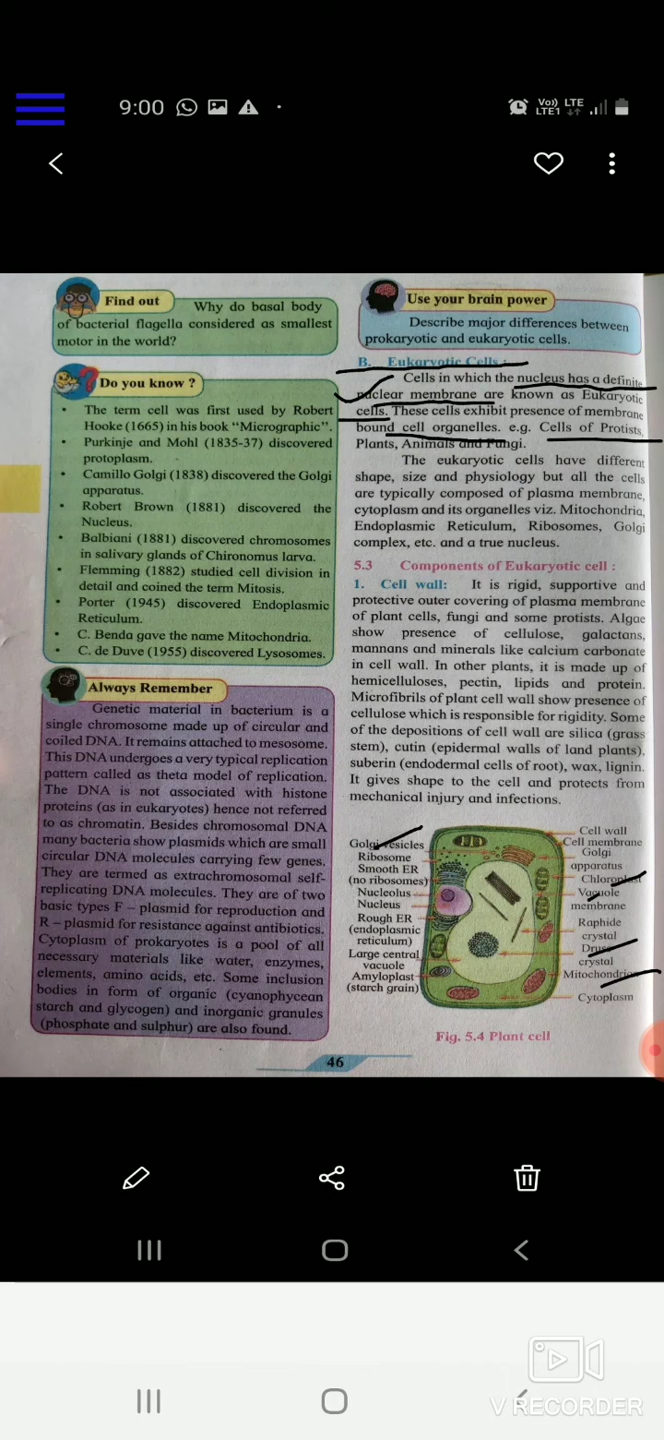 9:00
Vo)) LTE
LTE1
Find out
Why do basal body
of bacterial flagella considered as smallest
motor in the world?
Do you know ?
• The term cell was first used by Robert
Hooke (1665) in his book “Micrographic”.
• Purkinje and Mohl (1835-37) discovered
protoplasm.
• Camillo Golgi (1838) discovered the Golgi
apparatus.
• Robert Brown (1881) discovered the
Nucleus.
• Balbiani (1881) discovered chromosomes
in salivary glands of Chironomus larva.
• Flemming (1882) studied cell division in
detail and coined the term Mitosis.
• Porter (1945) discovered Endoplasmic
Reticulum.
• C. Benda gave the name Mitochondria.
• C. de Duve (1955) discovered Lysosomes.
Always Remember
Genetic material in bacterium is a
single chromosome made up of circular and
coiled DNA. It remains attached to mesosome.
This DNA undergoes a very typical replication
pattern called as theta model of replication.
The DNA is not associated with histone
proteins (as in eukaryotes) hence not referred
to as chromatin. Besides chromosomal DNA
many bacteria show plasmids which are small
circular DNA molecules carrying few genes.
They are termed as extrachromosomal self-
replicating DNA molecules. They are of two
basic types F – plasmid for reproduction and
R – plasmid for resistance against antibiotics.
Cytoplasm of prokaryotes is a pool of all
necessary materials like water, enzymes,
elements, amino acids, etc. Some inclusion
bodies in form of organic (cyanophycean
starch and glycogen) and inorganic granules
(phosphate and sulphur) are also found.
Use your brain power
Describe major differences between
prokaryotic and eukaryotic cells.
B. Eukaryotic Cells :
Cells in which the nucleus has a definite
nuclear membrane are known as Eukaryotic
cells. These cells exhibit presence of membrane
bound cell organelles. e.g. Cells of Protists,
Plants, Animals and Fungi.
The eukaryotic cells have different
shape, size and physiology but all the cells
are typically composed of plasma membrane,
cytoplasm and its organelles viz. Mitochondria,
Endoplasmic Reticulum, Ribosomes, Golgi
complex, etc. and a true nucleus.
5.3 Components of Eukaryotic cell :
1. Cell wall: It is rigid, supportive and
protective outer covering of plasma membrane
of plant cells, fungi and some protists. Algae
show presence of cellulose, galactans,
mannans and minerals like calcium carbonate
in cell wall. In other plants, it is made up of
hemicelluloses, pectin, lipids and protein.
Microfibrils of plant cell wall show presence of
cellulose which is responsible for rigidity. Some
of the depositions of cell wall are silica (grass
stem), cutin (epidermal walls of land plants),
suberin (endodermal cells of root), wax, lignin.
It gives shape to the cell and protects from
mechanical injury and infections.
Golgi vesicles
Ribosome
Smooth ER
(no ribosomes)
Nucleolus
Nucleus
Rough ER
(endoplasmic
reticulum)
Large central
vacuole
Amyloplast
(starch grain)
Cell wall
Cell membrane
Golgi
apparatus
Chloroplast
Vacuole
membrane
Raphide
crystal
Druse
crystal
Mitochondrion
Cytoplasm
Fig. 5.4 Plant cell
46
V RECORDER